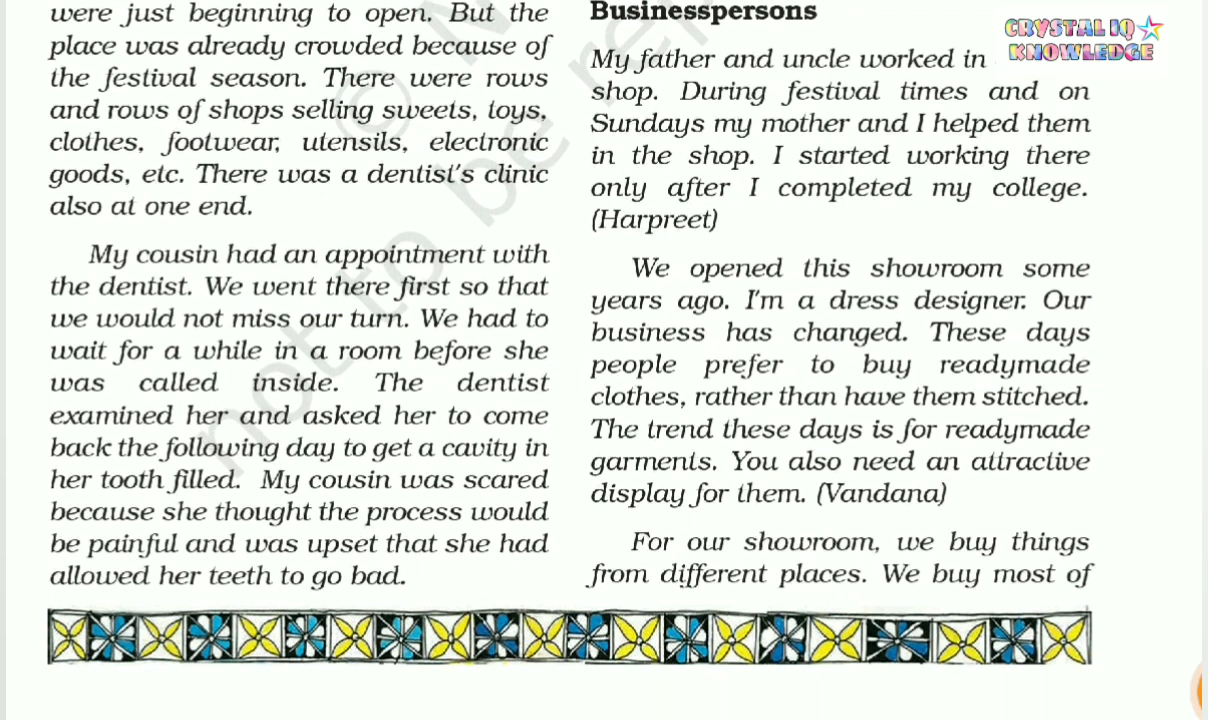 were just beginning to open. But the
place was already crowded because of
the festival season. There were rows
and rows of shops selling sweets, toys,
clothes, footwear, utensils, electronic
goods, etc. There was a dentist's clinic
also at one end.
My cousin had an appointment with
the dentist. We went there first so that
we would not miss our turn. We had to
wait for a while in a room before she
was called inside. The dentist
examined her and asked her to come
back the following day to get a cavity in
her tooth filled. My cousin was scared
because she thought the process would
be painful and was upset that she had
allowed her teeth to go bad.
Businesspersons
My father and uncle worked in
shop. During festival times and on
Sundays my mother and I helped them
in the shop. I started working there
only after I completed my college.
(Harpreet)
We opened this showroom some
years ago. I'm a dress designer. Our
business has changed. These days
people prefer to buy readymade
clothes, rather than have them stitched.
The trend these days is for readymade
garments. You also need an attractive
display for them. (Vandana)
For our showroom, we buy things
from different places. We buy most of
CRYSTAL IQ
KNOWLEDGE
not to be re
© N